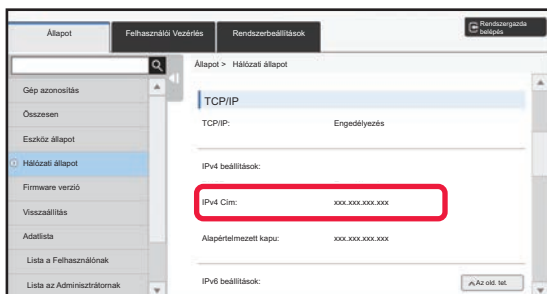 Állapot
Felhasználói Vezérlés
Rendszerbeállítások
Rendszergazda
belépés
Állapot > Hálózati állapot
Gép azonosítás
Összesen
Eszköz állapot
Hálózati állapot
Firmware verzió
Visszaállítás
Adatlista
Lista a Felhasználónak
Lista az Adminisztrátornak
TCP/IP
TCP/IP: Engedélyezés
IPv4 beállítások:
IPv4 Cím: xxx.xxx.xxx.xxx
Alapértelmezett kapu: xxx.xxx.xxx.xxx
IPv6 beállítások:
Az old. tet.